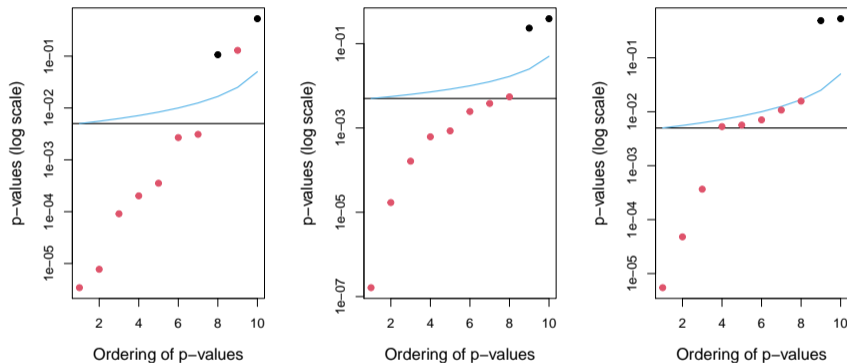 p−values (log scale)
1e−01
1e−02
1e−03
1e−04
1e−05
2 4 6 8 10
Ordering of p−values
p−values (log scale)
1e−01
1e−03
1e−05
1e−07
2 4 6 8 10
Ordering of p−values
p−values (log scale)
1e−01
1e−02
1e−03
1e−04
1e−05
2 4 6 8 10
Ordering of p−values